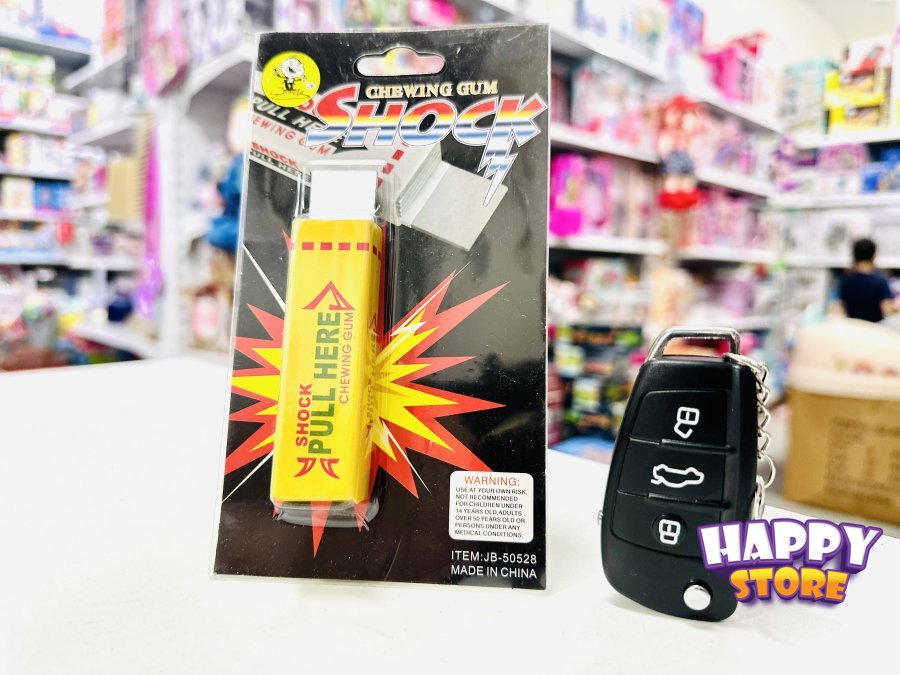 CHEWING GUM
SHOCK
PULL HERE
CHEWING GUM
SHOCK
PULL HERE
SHOCK
PULL HERE
CHEWING GUM
WARNING:
USE AT YOUR OWN RISK,
NOT RECOMMENDED
FOR CHILDREN UNDER
14 YEARS OLD,ADULTS
OVER 50 YEARS OLD OR
PERSONS UNDER ANY
MEDICAL CONDITIONS.
ITEM:JB-50528
MADE IN CHINA
HAPPY
STORE